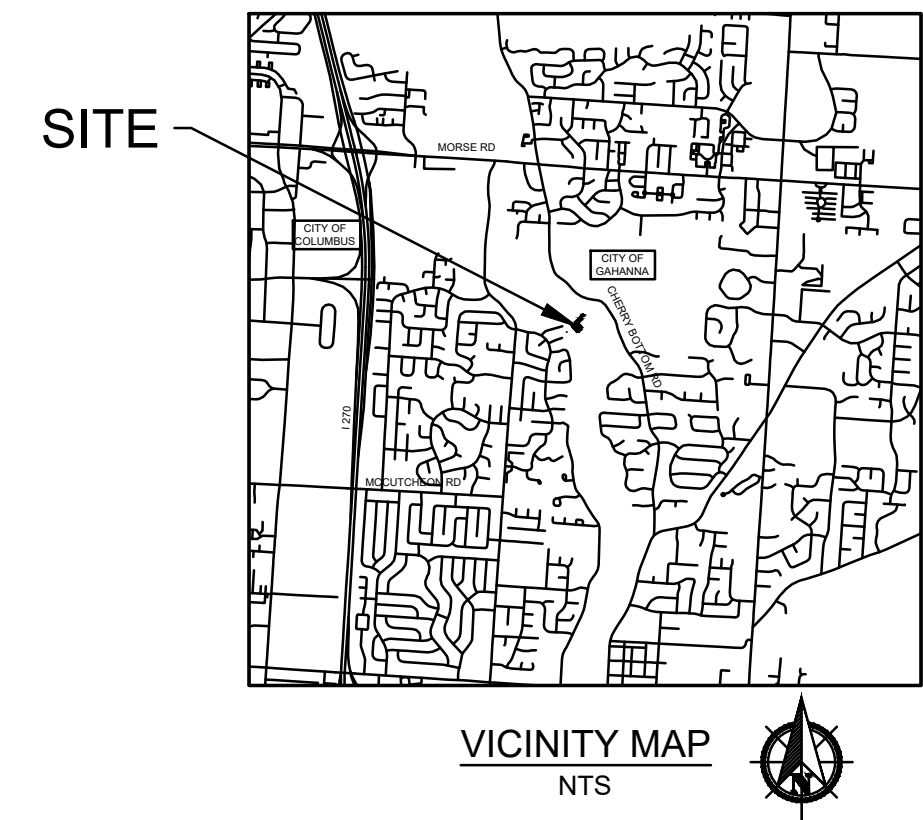 SITE
MORSE RD
CITY OF
COLUMBUS
CITY OF
GAHANNA
CHERRY BOTTOM RD
I 270
MCCUTCHEON RD
VICINITY MAP
NTS
N